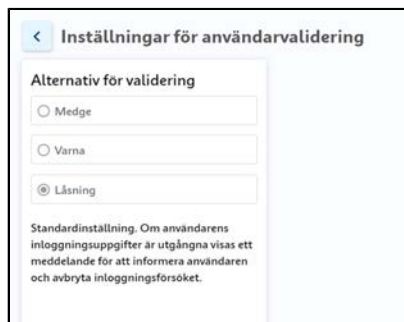 Inställningar för användarvalidering
Alternativ för validering
Medge
Varna
Låsning
Standardinställning. Om användarens
inloggningsuppgifter är utgångna visas ett
meddelande för att informera användaren
och avbryta inloggningsförsöket.